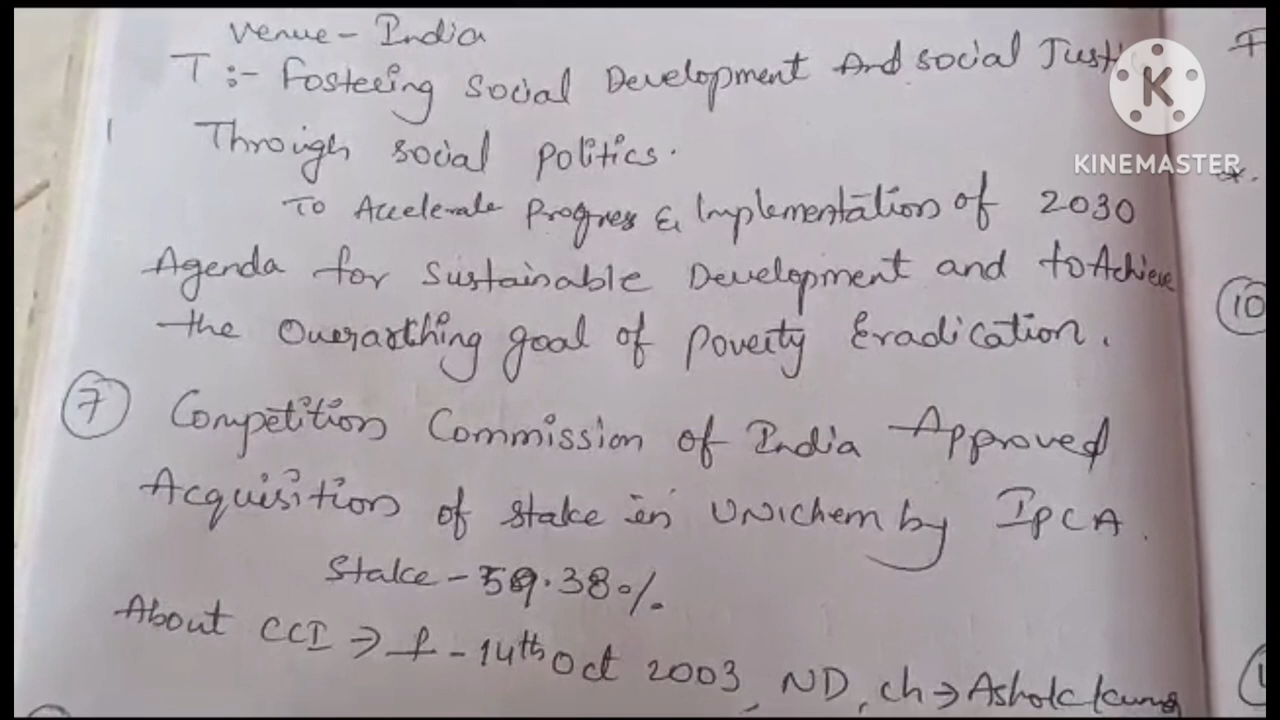 Venue - India
T :- Fostering Social Development And social Justi
Through social politics.
To Accelerate Progress & Implementation of 2030
Agenda for Sustainable Development and to Achieve
the Overarching goal of Poverty Eradication.
7 Competition Commission of India Approved
Acquisition of stake in UNichem by IPCA.
Stake - 59.38%
About CCI → f - 14th Oct 2003, ND, ch → Ashok Kumar
K
KINEMASTER
10